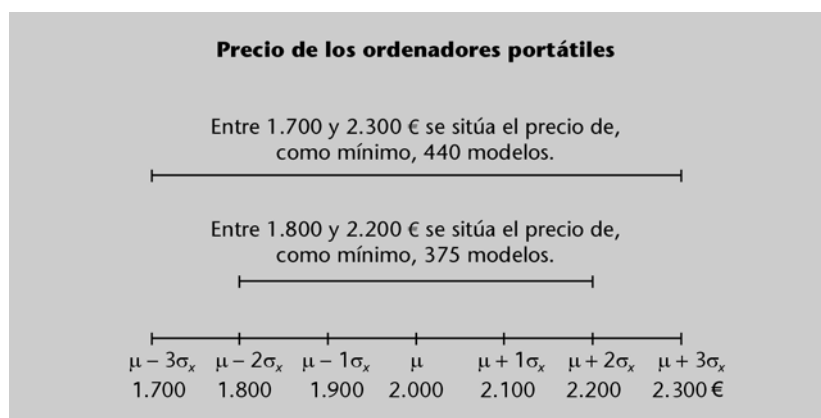 Precio de los ordenadores portátiles
Entre 1.700 y 2.300 € se sitúa el precio de,
como mínimo, 440 modelos.
Entre 1.800 y 2.200 € se sitúa el precio de,
como mínimo, 375 modelos.
μ − 3σₓ μ − 2σₓ μ − 1σₓ μ μ + 1σₓ μ + 2σₓ μ + 3σₓ
1.700 1.800 1.900 2.000 2.100 2.200 2.300 €